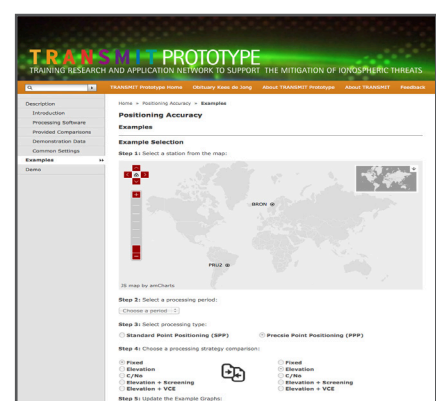 TRANSMIT PROTOTYPE
TRAINING RESEARCH AND APPLICATION NETWORK TO SUPPORT THE MITIGATION OF IONOSPHERIC THREATS
TRANSMIT Prototype Home Obituary Kees de Jong About TRANSMIT Prototype About TRANSMIT Feedback
Description
Introduction
Processing Software
Provided Comparisons
Demonstration Data
Common Settings
Examples
Demo
Home » Positioning Accuracy » Examples
Positioning Accuracy
Examples
Example Selection
Step 1: Select a station from the map:
BRON
PRU2
JS map by amCharts
Step 2: Select a processing period:
Choose a period
Step 3: Select processing type:
Standard Point Positioning (SPP) Precsie Point Positioning (PPP)
Step 4: Choose a processing strategy comparison:
Fixed Fixed
Elevation Elevation
C/No C/No
Elevation + Screening Elevation + Screening
Elevation + VCE Elevation + VCE
Step 5: Update the Example Graphs: